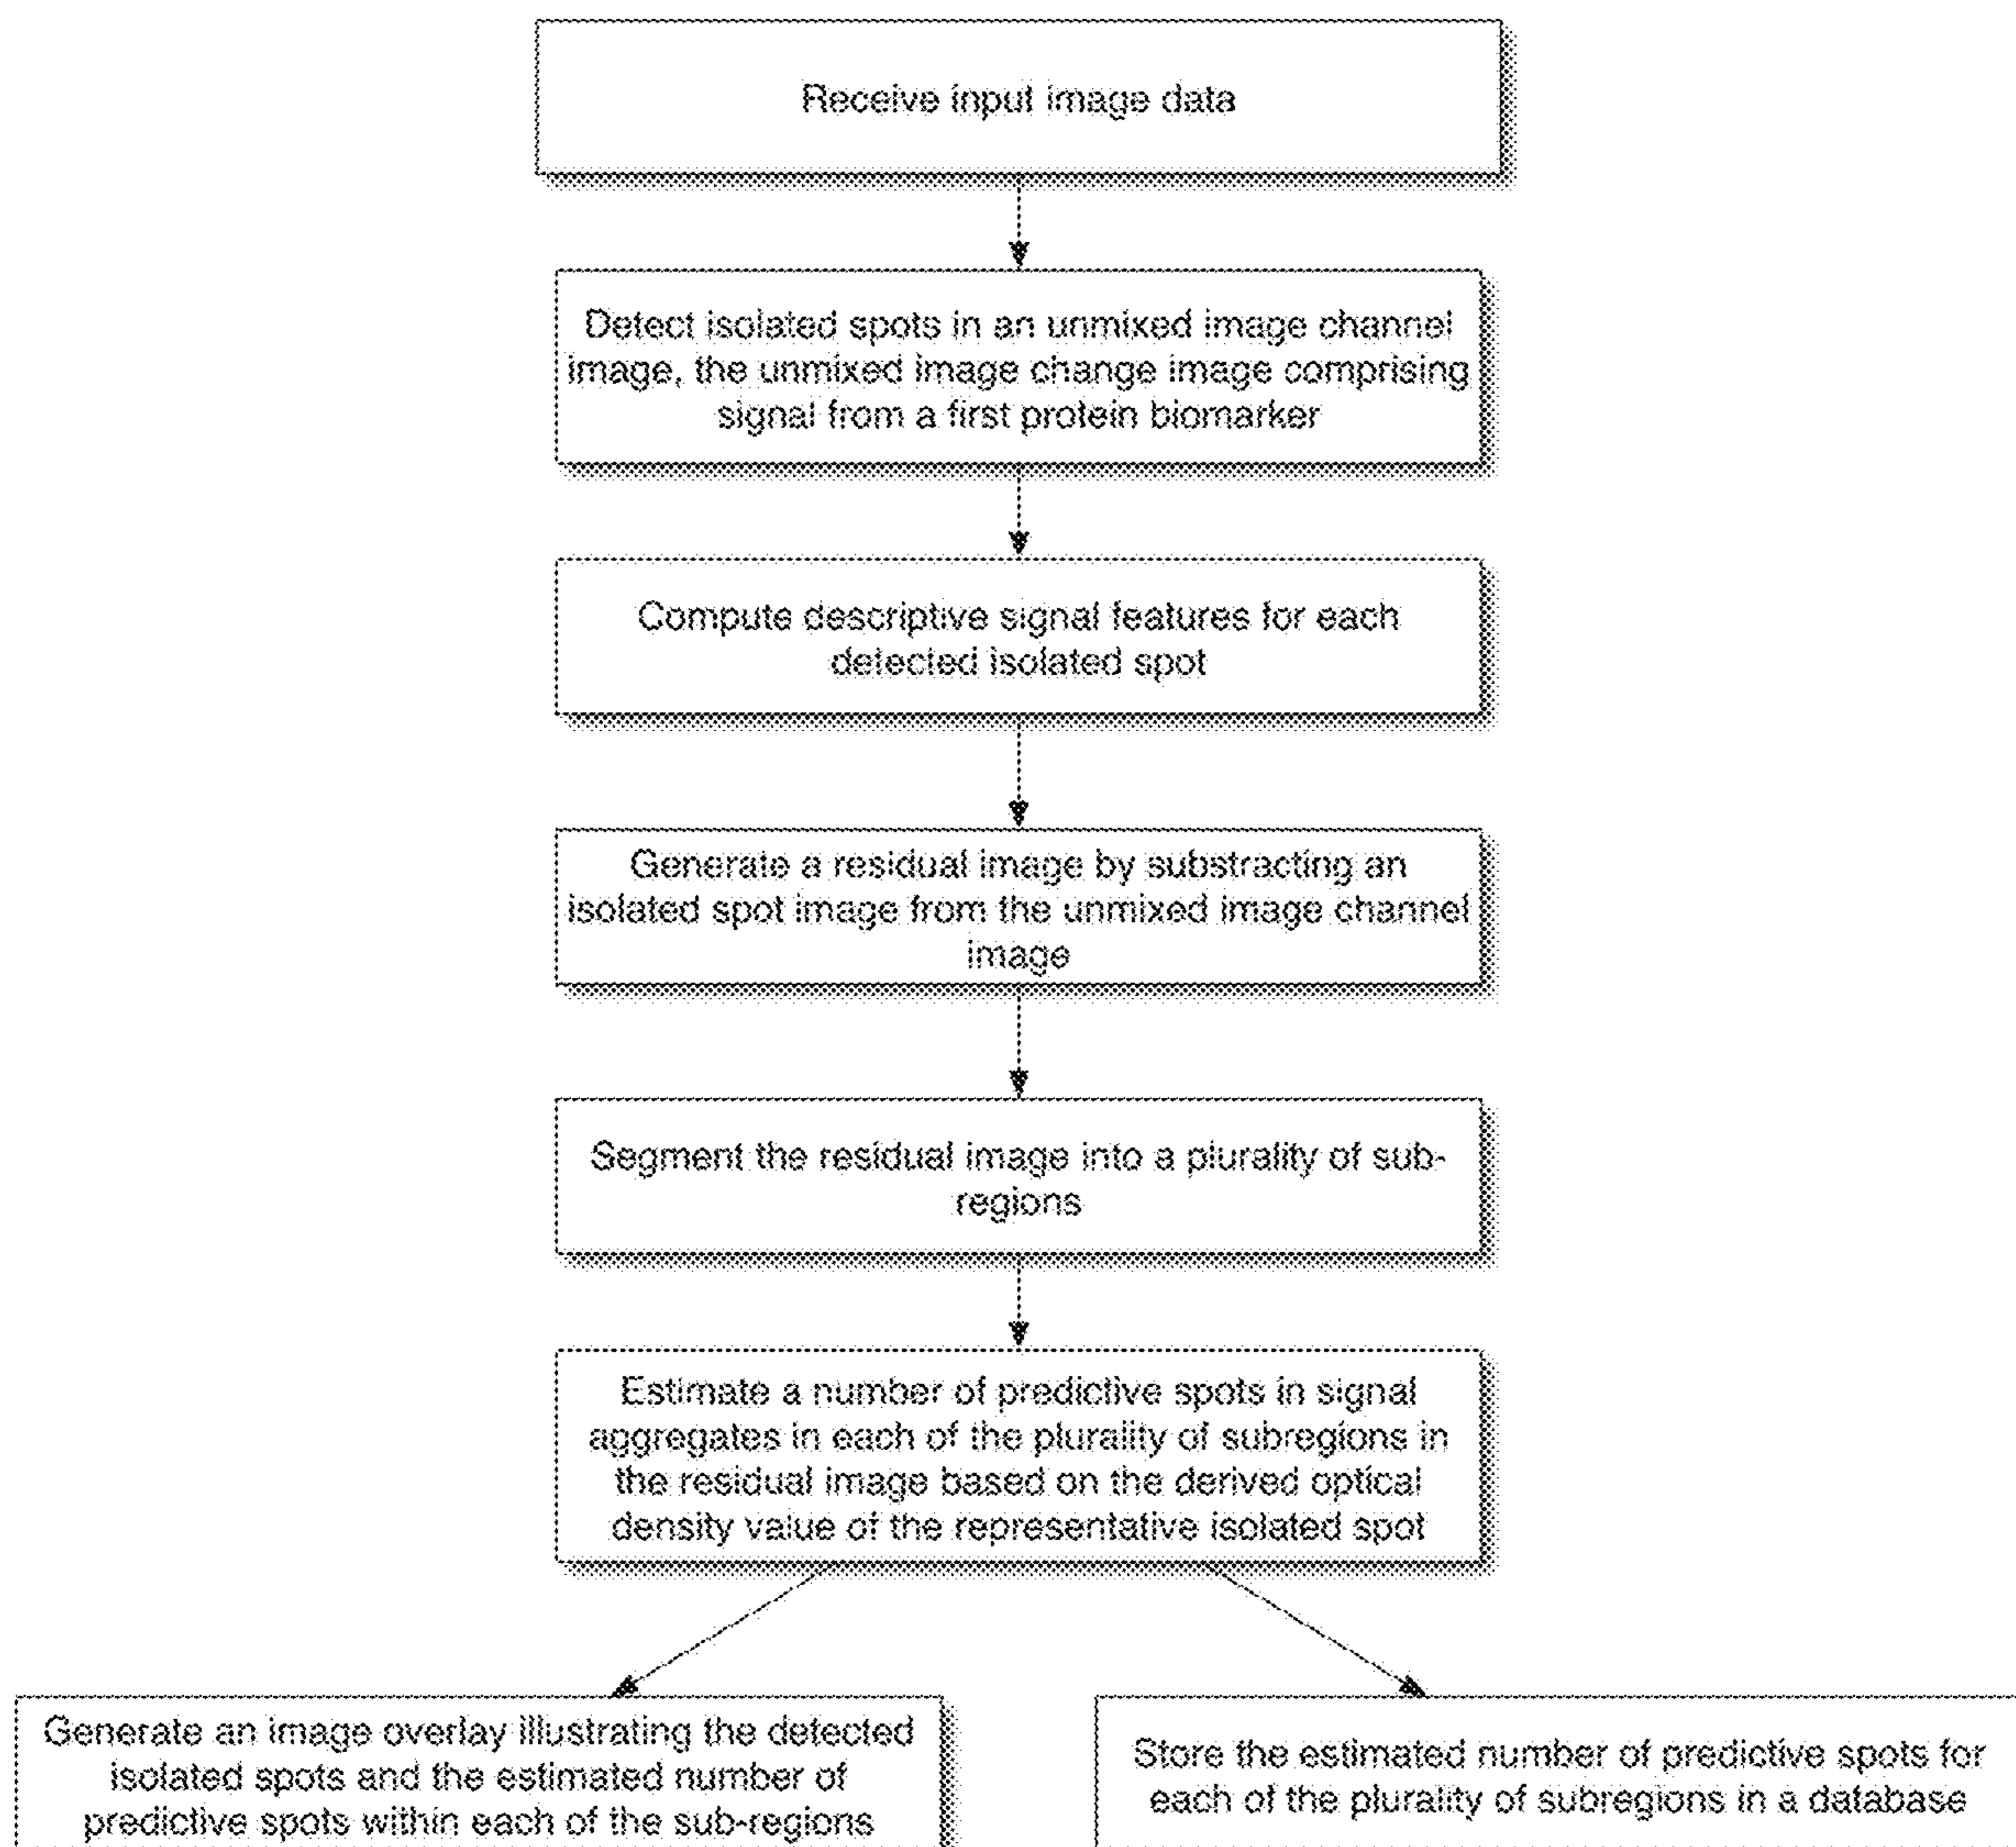 Receive input image data
Detect isolated spots in an unmixed image channel
image, the unmixed image change image comprising
signal from a first protein biomarker
Compute descriptive signal features for each
detected isolated spot
Generate a residual image by substracting an
isolated spot image from the unmixed image channel
image
Segment the residual image into a plurality of sub-
regions
Estimate a number of predictive spots in signal
aggregates in each of the plurality of subregions in
the residual image based on the derived optical
density value of the representative isolated spot
Generate an image overlay illustrating the detected
isolated spots and the estimated number of
predictive spots within each of the sub-regions
Store the estimated number of predictive spots for
each of the plurality of subregions in a database